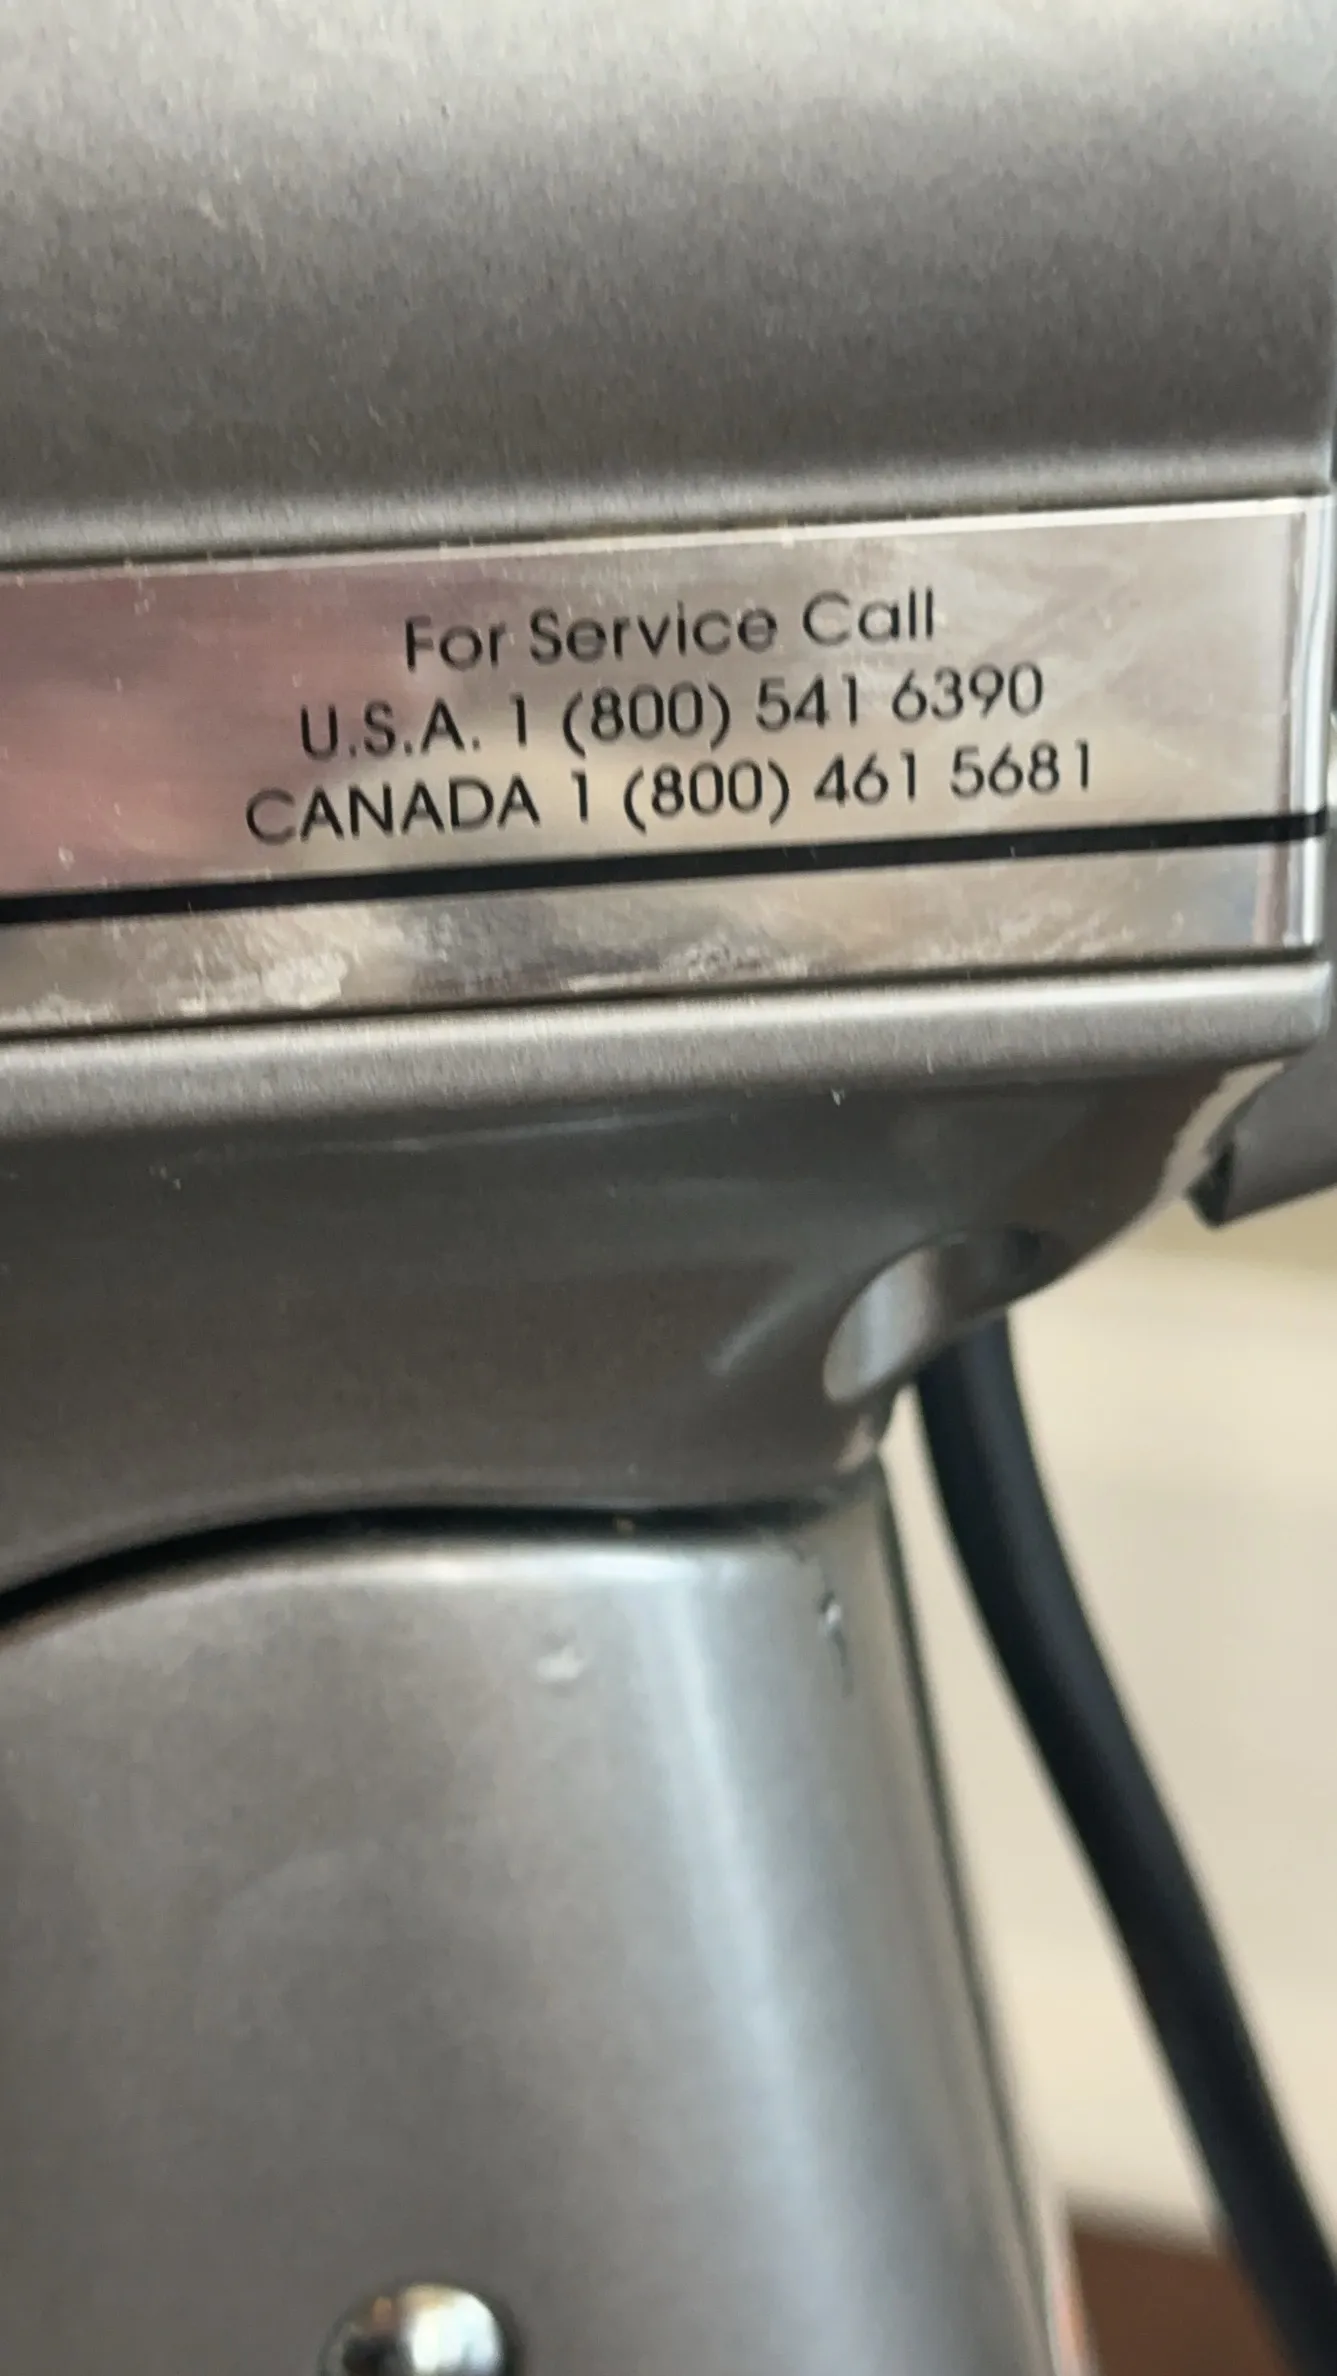 For Service Call
U.S.A. 1 (800) 541 6390
CANADA 1 (800) 461 5681